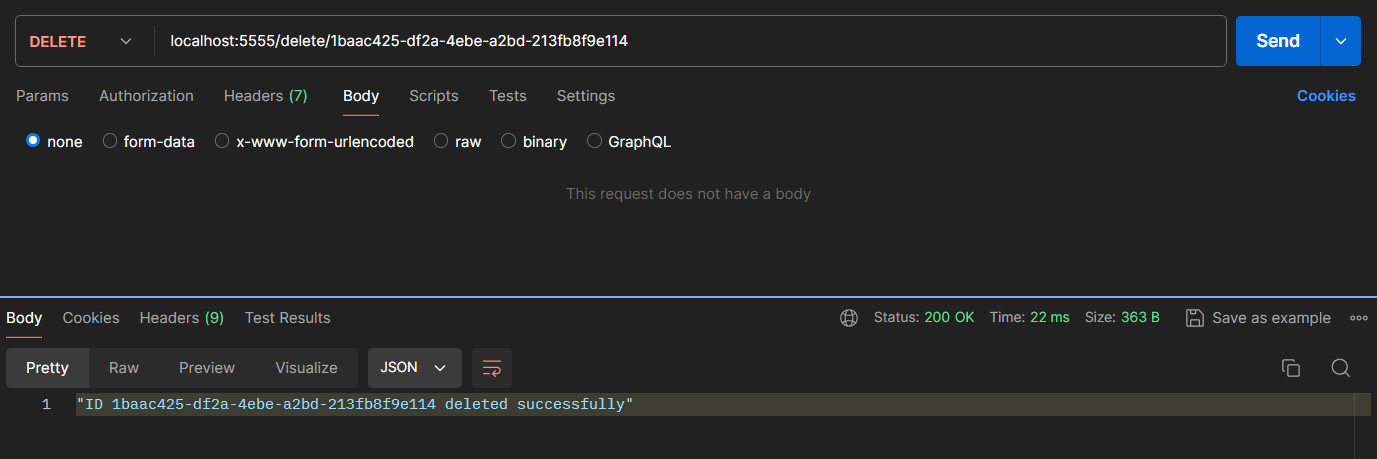 DELETE localhost:5555/delete/1baac425-df2a-4ebe-a2bd-213fb8f9e114 Send
Params Authorization Headers (7) Body Scripts Tests Settings Cookies
none form-data x-www-form-urlencoded raw binary GraphQL
This request does not have a body
Body Cookies Headers (9) Test Results Status: 200 OK Time: 22 ms Size: 363 B Save as example
Pretty Raw Preview Visualize JSON
1 "ID 1baac425-df2a-4ebe-a2bd-213fb8f9e114 deleted successfully"